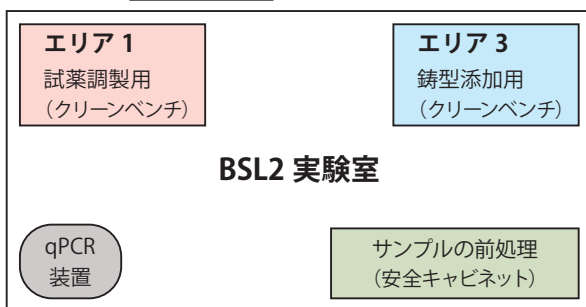 エリア 1
試薬調製用
（クリーンベンチ）
エリア 3
鋳型添加用
（クリーンベンチ）
BSL2 実験室
qPCR
装置
サンプルの前処理
（安全キャビネット）